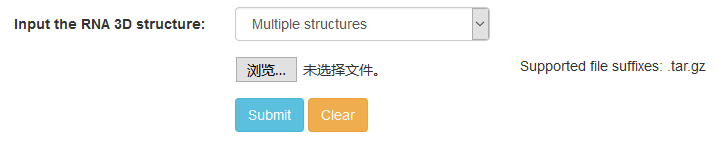 Input the RNA 3D structure: Multiple structures
浏览... 未选择文件。 Supported file suffixes: .tar.gz
Submit Clear